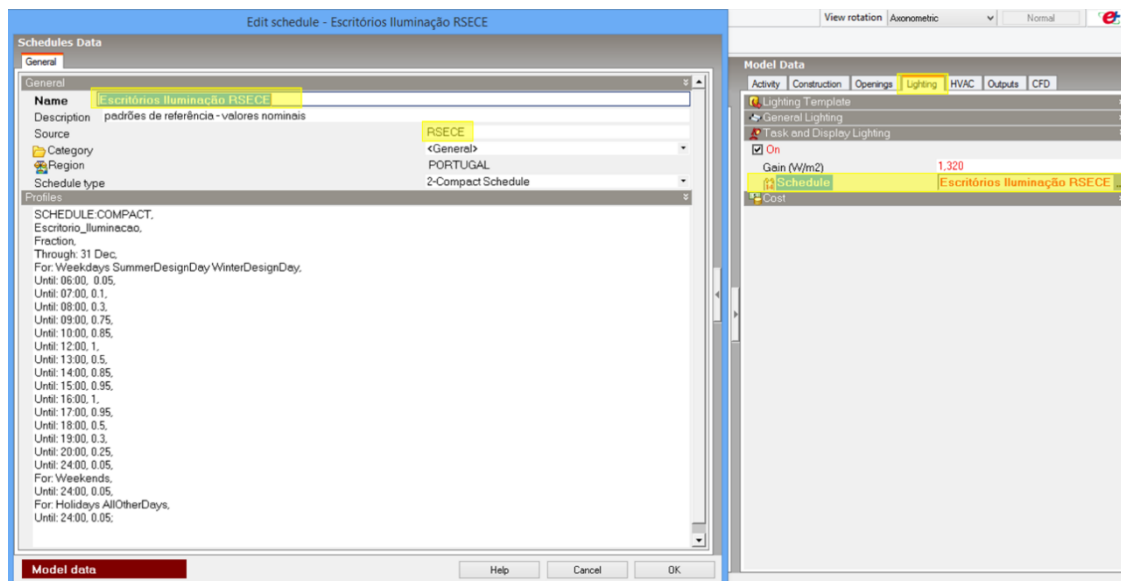 Edit schedule - Escritórios Iluminação RSECE
Schedules Data
General
General
Name Escritórios Iluminação RSECE
Description padrões de referência - valores nominais
Source RSECE
Category <General>
Region PORTUGAL
Schedule type 2-Compact Schedule
Profiles
SCHEDULE:COMPACT,
Escritorio_Iluminacao,
Fraction,
Through: 31 Dec,
For: Weekdays SummerDesignDay WinterDesignDay,
Until: 06:00, 0.05,
Until: 07:00, 0.1,
Until: 08:00, 0.3,
Until: 09:00, 0.75,
Until: 10:00, 0.85,
Until: 12:00, 1,
Until: 13:00, 0.5,
Until: 14:00, 0.85,
Until: 15:00, 0.95,
Until: 16:00, 1,
Until: 17:00, 0.95,
Until: 18:00, 0.5,
Until: 19:00, 0.3,
Until: 20:00, 0.25,
Until: 24:00, 0.05,
For: Weekends,
Until: 24:00, 0.05,
For: Holidays AllOtherDays,
Until: 24:00, 0.05;
Model data
Help Cancel OK
View rotation Axonometric Normal
Model Data
Activity Construction Openings Lighting HVAC Outputs CFD
Lighting Template
General Lighting
Task and Display Lighting
On
Gain (W/m2) 1,320
Schedule Escritórios Iluminação RSECE ...
Cost